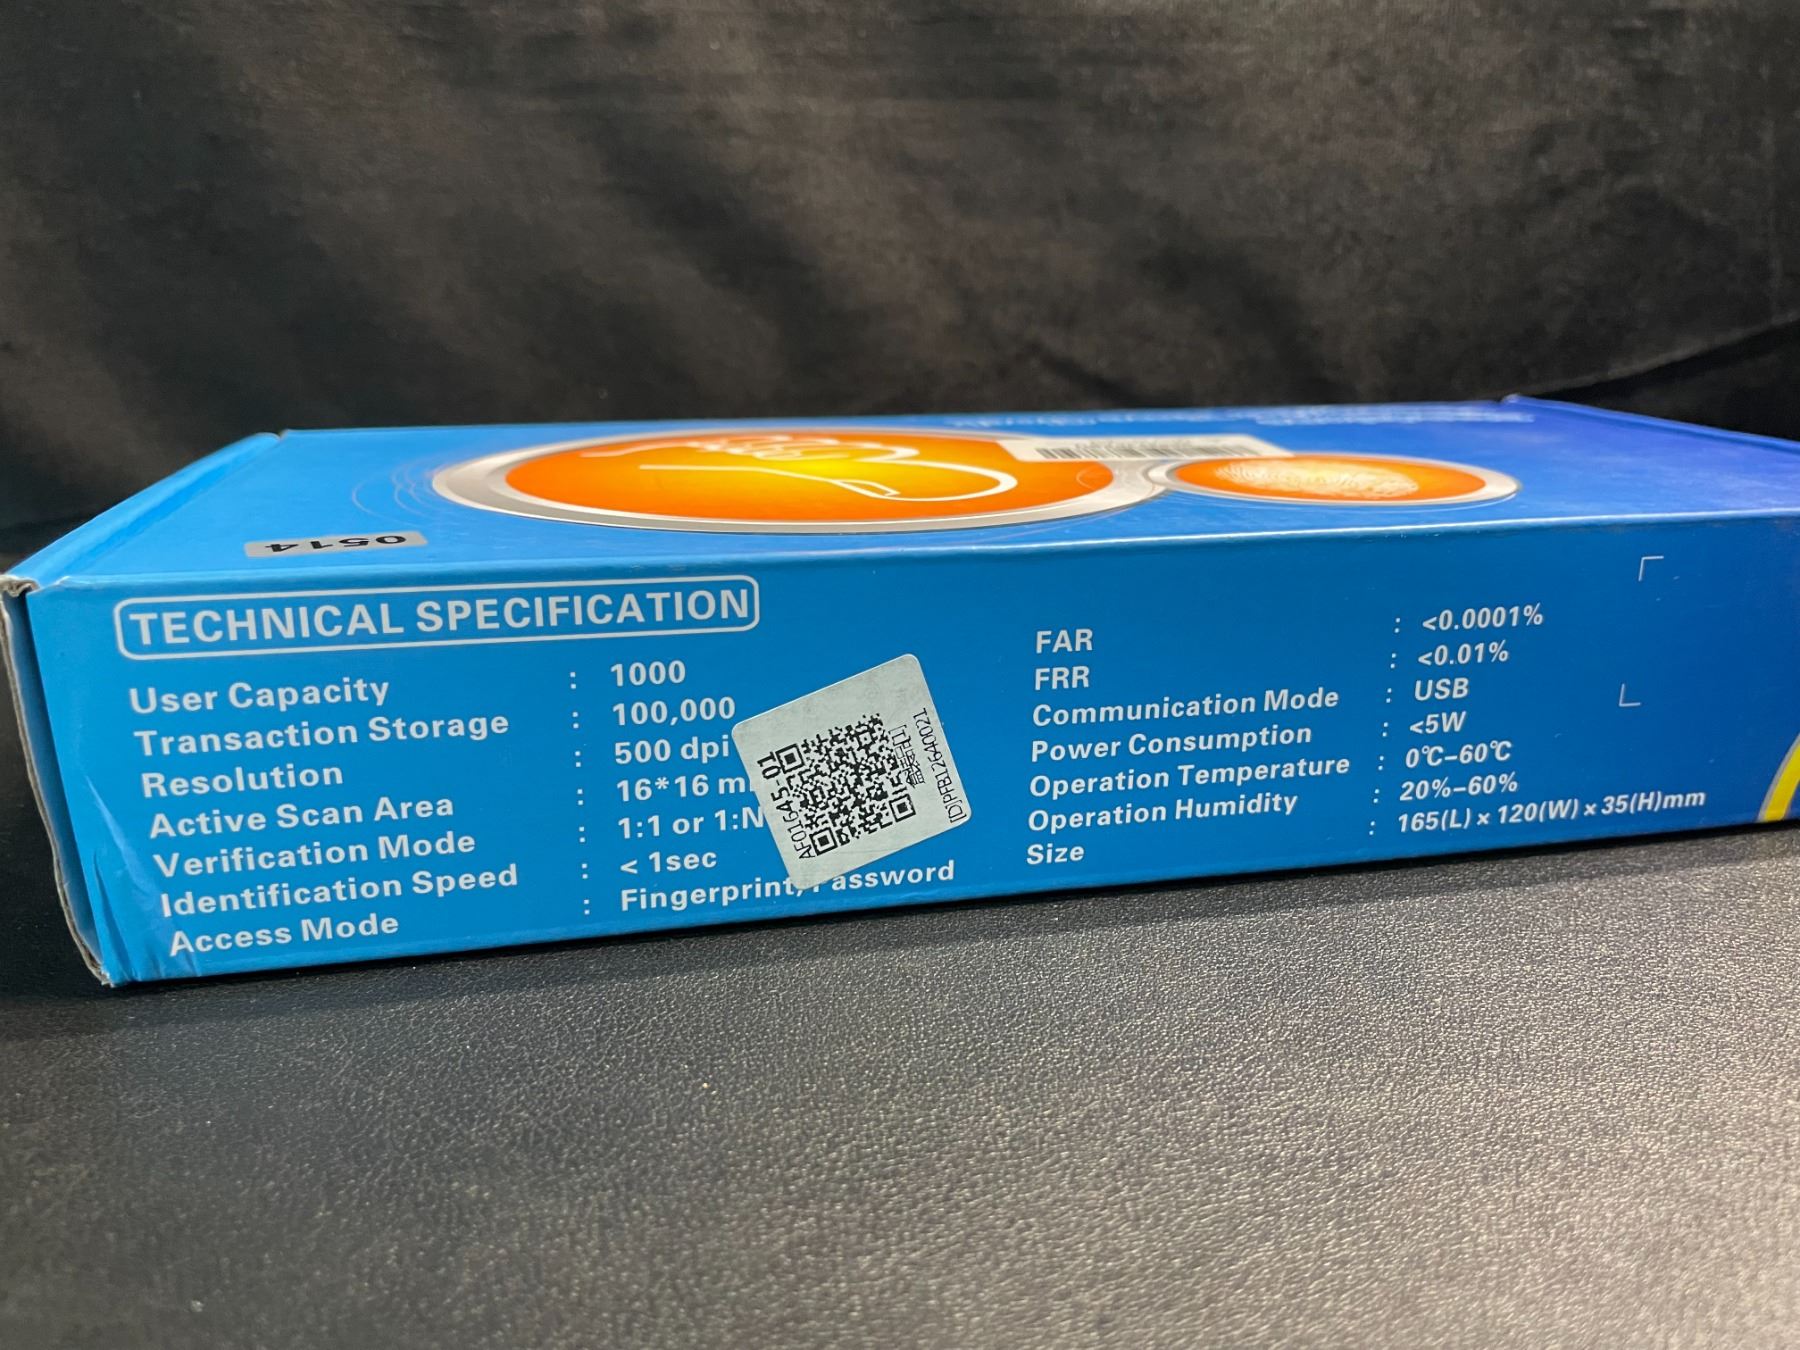 0514
TECHNICAL SPECIFICATION
User Capacity : 1000
Transaction Storage : 100,000
Resolution : 500 dpi
Active Scan Area : 16*16 m
Verification Mode : 1:1 or 1:N
Identification Speed : < 1sec
Access Mode : Fingerprint, assword
AF01645-01
FAR : <0.0001%
FRR : <0.01%
Communication Mode : USB
Power Consumption : <5W
Operation Temperature : 0℃-60℃
Operation Humidity : 20%-60%
Size : 165(L) x 120(W) x 35(H)mm